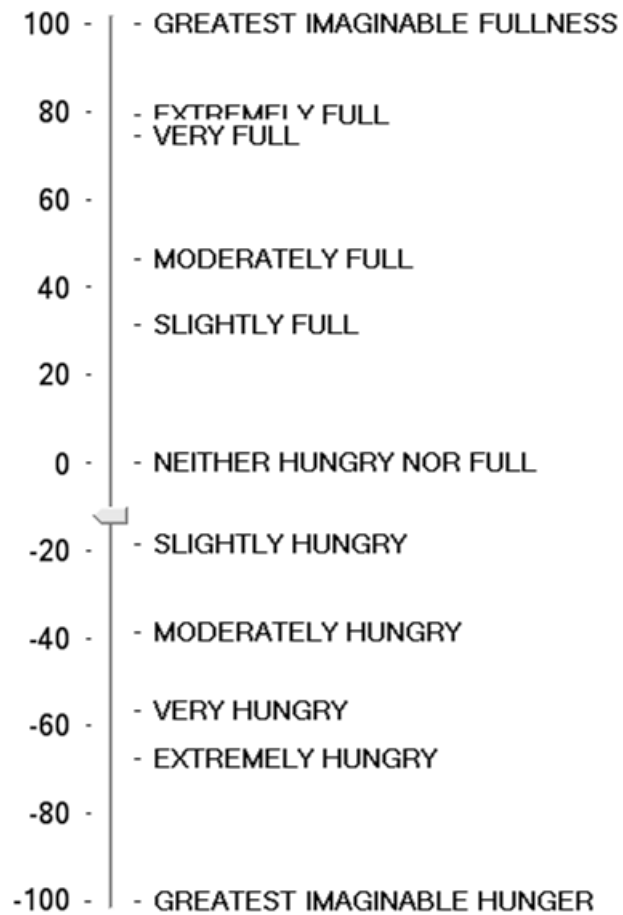 100 - - GREATEST IMAGINABLE FULLNESS
80 - - EXTREMELY FULL
- VERY FULL
60 -
- MODERATELY FULL
40 -
- SLIGHTLY FULL
20 -
0 - - NEITHER HUNGRY NOR FULL
- SLIGHTLY HUNGRY
-20 -
- MODERATELY HUNGRY
-40 -
- VERY HUNGRY
-60 -
- EXTREMELY HUNGRY
-80 -
-100 - - GREATEST IMAGINABLE HUNGER